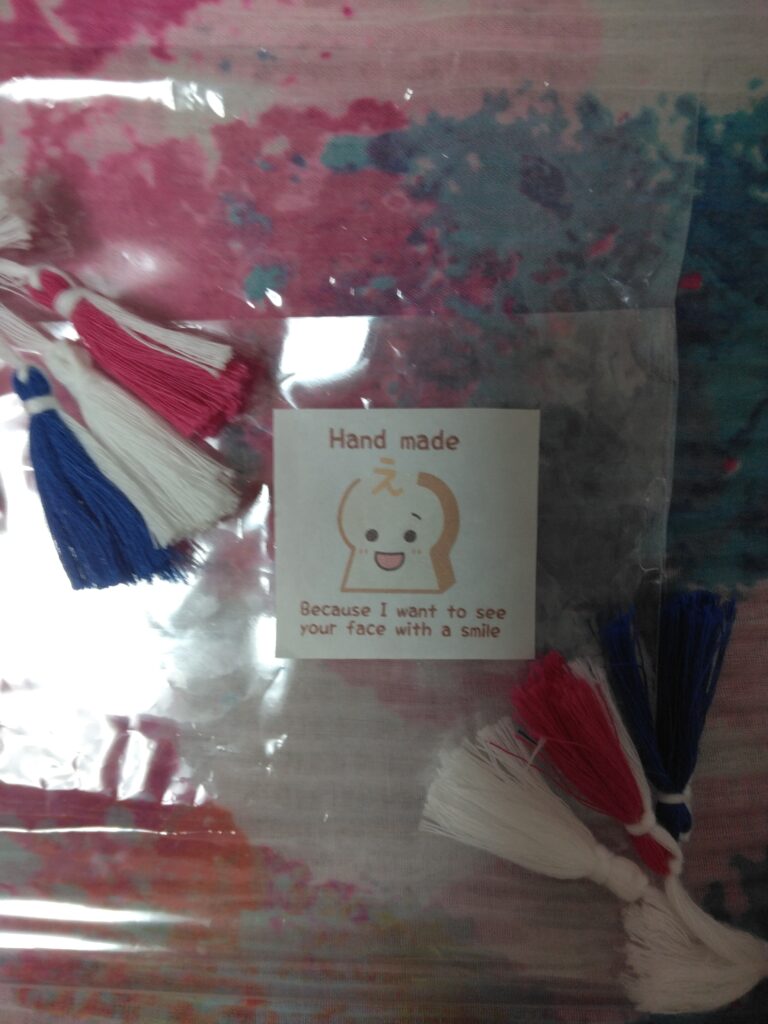 Hand made
え
Because I want to see
your face with a smile